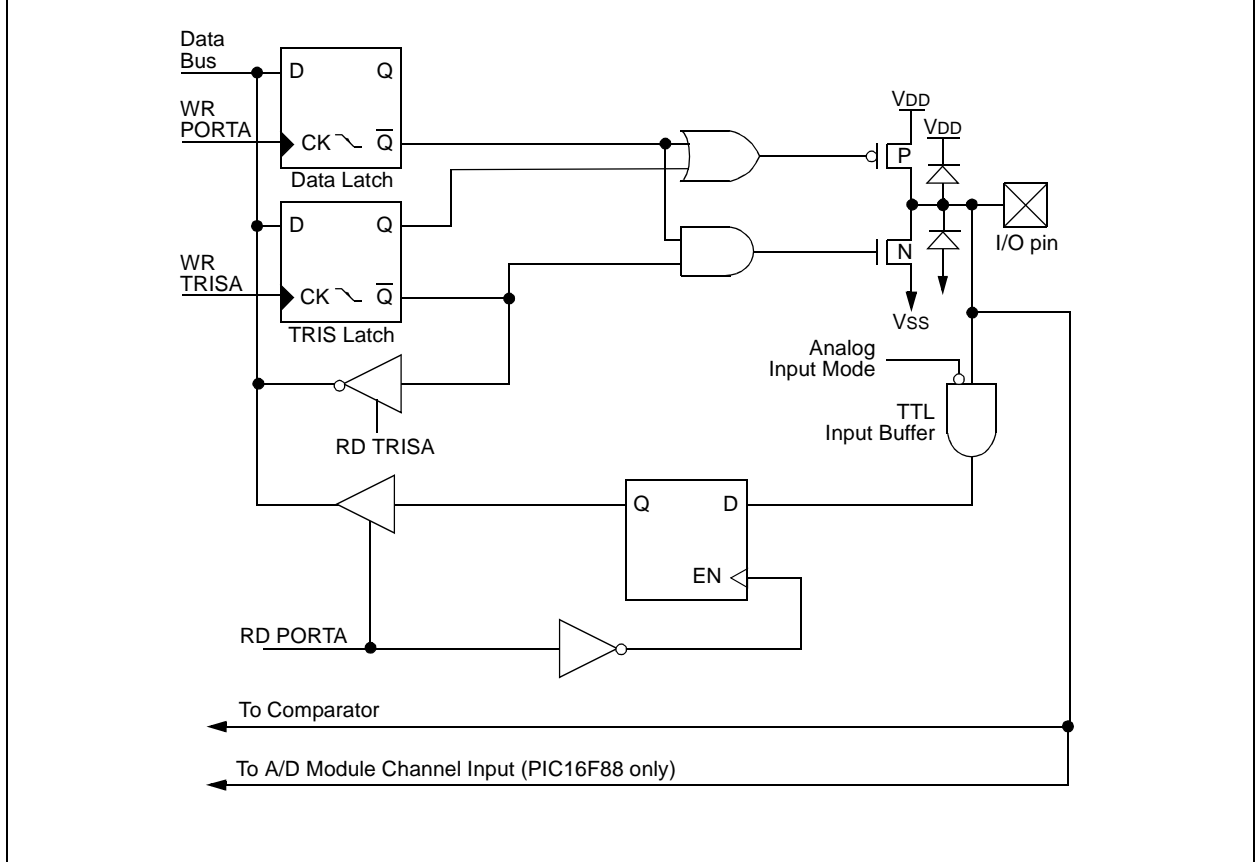 Data
Bus
D
Q
WR
PORTA
CK
Q
Data Latch
VDD
VDD
P
D
Q
WR
TRISA
CK
Q
TRIS Latch
N
I/O pin
VSS
Analog
Input Mode
TTL
Input Buffer
RD TRISA
Q
D
EN
RD PORTA
To Comparator
To A/D Module Channel Input (PIC16F88 only)